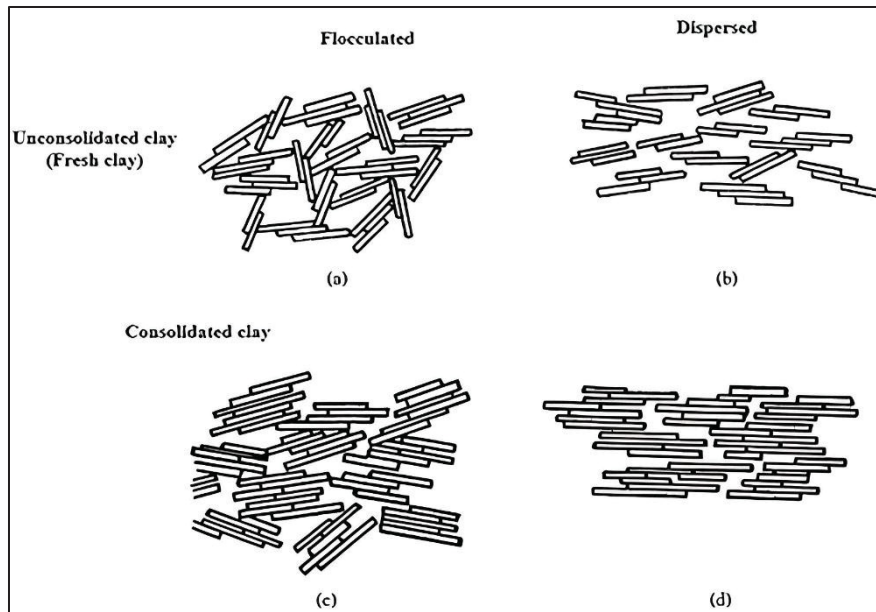 Flocculated
Dispersed
Unconsolidated clay
(Fresh clay)
(a)
(b)
Consolidated clay
(c)
(d)